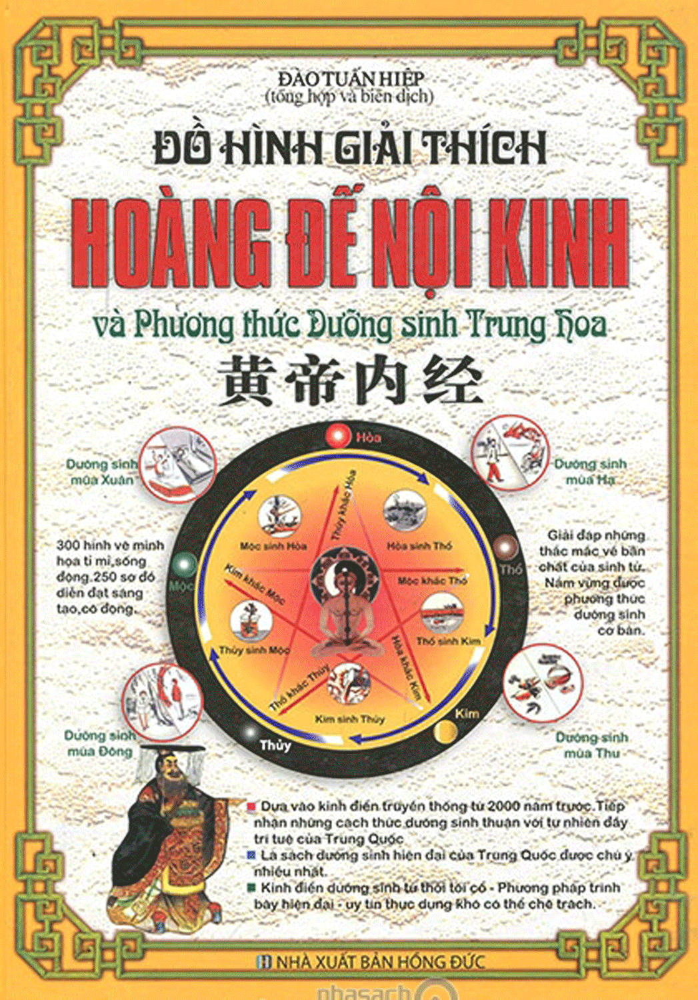 ĐÀO TUẤN HIỆP
(tổng hợp và biên dịch)
ĐỒ HÌNH GIẢI THÍCH
HOÀNG ĐẾ NỘI KINH
và Phương thức Dưỡng sinh Trung Hoa
黄帝内经
Hỏa
Dưỡng sinh
mùa Xuân
Dưỡng sinh
mùa Hạ
Thủy khắc Hỏa
Mộc sinh Hỏa
Hỏa sinh Thổ
300 hình vẽ minh
họa tỉ mỉ,sống
động.250 sơ đồ
diễn đạt sáng
tạo,cô đọng.
Giải đáp những
thắc mắc về bản
chất của sinh tử.
Nắm vững được
phương thức
dưỡng sinh
cơ bản.
Mộc
Thổ
Kim khắc Mộc
Mộc khắc Thổ
Thủy sinh Mộc
Thổ sinh Kim
Thổ khắc Thủy
Hỏa khắc Kim
Kim sinh Thủy
Kim
Thủy
Dưỡng sinh
mùa Đông
Dưỡng sinh
mùa Thu
Dựa vào kinh điển truyền thống từ 2000 năm trước.Tiếp
nhận những cách thức dưỡng sinh thuận với tự nhiên đầy
trí tuệ của Trung Quốc
Là sách dưỡng sinh hiện đại của Trung Quốc được chú ý
nhiều nhất.
Kinh điển dưỡng sinh từ thời tối cổ - Phương pháp trình
bày hiện đại - uy tín thực dụng khó có thể chê trách.
NHÀ XUẤT BẢN HỒNG ĐỨC
nhasach